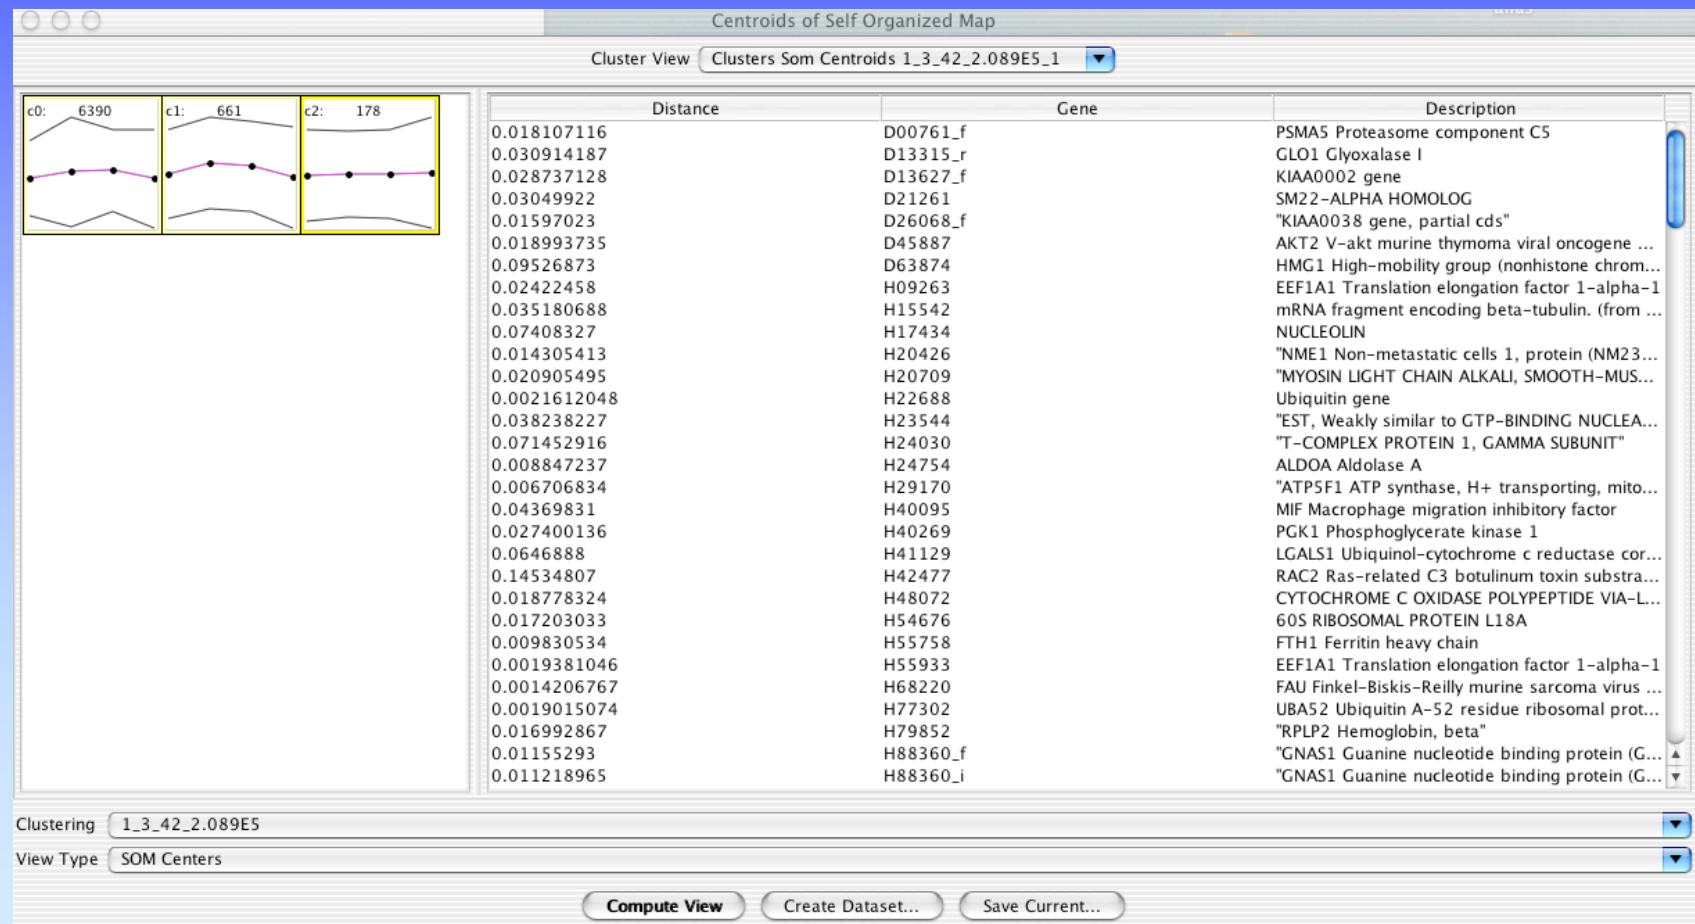 Centroids of Self Organized Map
Cluster View Clusters Som Centroids 1_3_42_2.089E5_1
c0: 6390 c1: 661 c2: 178
Distance Gene Description
0.018107116 D00761_f PSMA5 Proteasome component C5
0.030914187 D13315_r GLO1 Glyoxalase I
0.028737128 D13627_f KIAA0002 gene
0.03049922 D21261 SM22-ALPHA HOMOLOG
0.01597023 D26068_f "KIAA0038 gene, partial cds"
0.018993735 D45887 AKT2 V-akt murine thymoma viral oncogene ...
0.09526873 D63874 HMG1 High-mobility group (nonhistone chrom...
0.02422458 H09263 EEF1A1 Translation elongation factor 1-alpha-1
0.035180688 H15542 mRNA fragment encoding beta-tubulin. (from ...
0.07408327 H17434 NUCLEOLIN
0.014305413 H20426 "NME1 Non-metastatic cells 1, protein (NM23...
0.020905495 H20709 "MYOSIN LIGHT CHAIN ALKALI, SMOOTH-MUS...
0.0021612048 H22688 Ubiquitin gene
0.038238227 H23544 "EST, Weakly similar to GTP-BINDING NUCLEA...
0.071452916 H24030 "T-COMPLEX PROTEIN 1, GAMMA SUBUNIT"
0.008847237 H24754 ALDOA Aldolase A
0.006706834 H29170 "ATP5F1 ATP synthase, H+ transporting, mito...
0.04369831 H40095 MIF Macrophage migration inhibitory factor
0.027400136 H40269 PGK1 Phosphoglycerate kinase 1
0.0646888 H41129 LGALS1 Ubiquinol-cytochrome c reductase cor...
0.14534807 H42477 RAC2 Ras-related C3 botulinum toxin substra...
0.018778324 H48072 CYTOCHROME C OXIDASE POLYPEPTIDE VIA-L...
0.017203033 H54676 60S RIBOSOMAL PROTEIN L18A
0.009830534 H55758 FTH1 Ferritin heavy chain
0.0019381046 H55933 EEF1A1 Translation elongation factor 1-alpha-1
0.0014206767 H68220 FAU Finkel-Biskis-Reilly murine sarcoma virus ...
0.0019015074 H77302 UBA52 Ubiquitin A-52 residue ribosomal prot...
0.016992867 H79852 "RPLP2 Hemoglobin, beta"
0.01155293 H88360_f "GNAS1 Guanine nucleotide binding protein (G...
0.011218965 H88360_i "GNAS1 Guanine nucleotide binding protein (G...
Clustering 1_3_42_2.089E5
View Type SOM Centers
Compute View Create Dataset... Save Current...